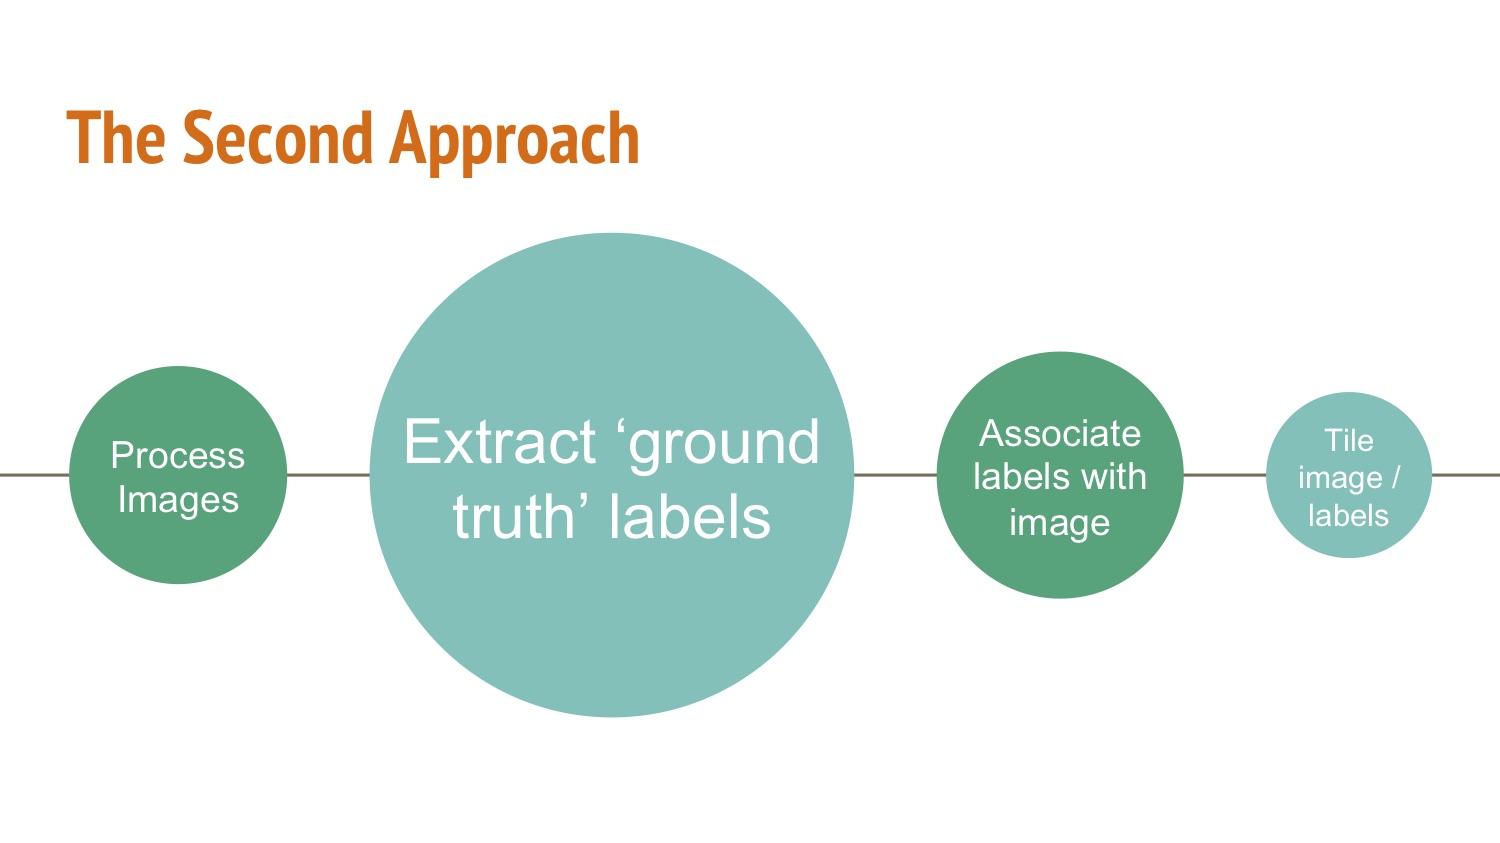 The Second Approach
Process
Images
Extract ‘ground
truth’ labels
Associate
labels with
image
Tile
image /
labels